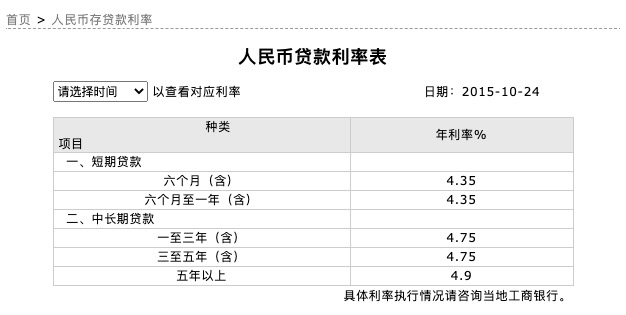 首页 > 人民币存贷款利率
人民币贷款利率表
请选择时间 以查看对应利率 日期：2015-10-24
种类
项目 年利率%
一、短期贷款
六个月（含） 4.35
六个月至一年（含） 4.35
二、中长期贷款
一至三年（含） 4.75
三至五年（含） 4.75
五年以上 4.9
具体利率执行情况请咨询当地工商银行。